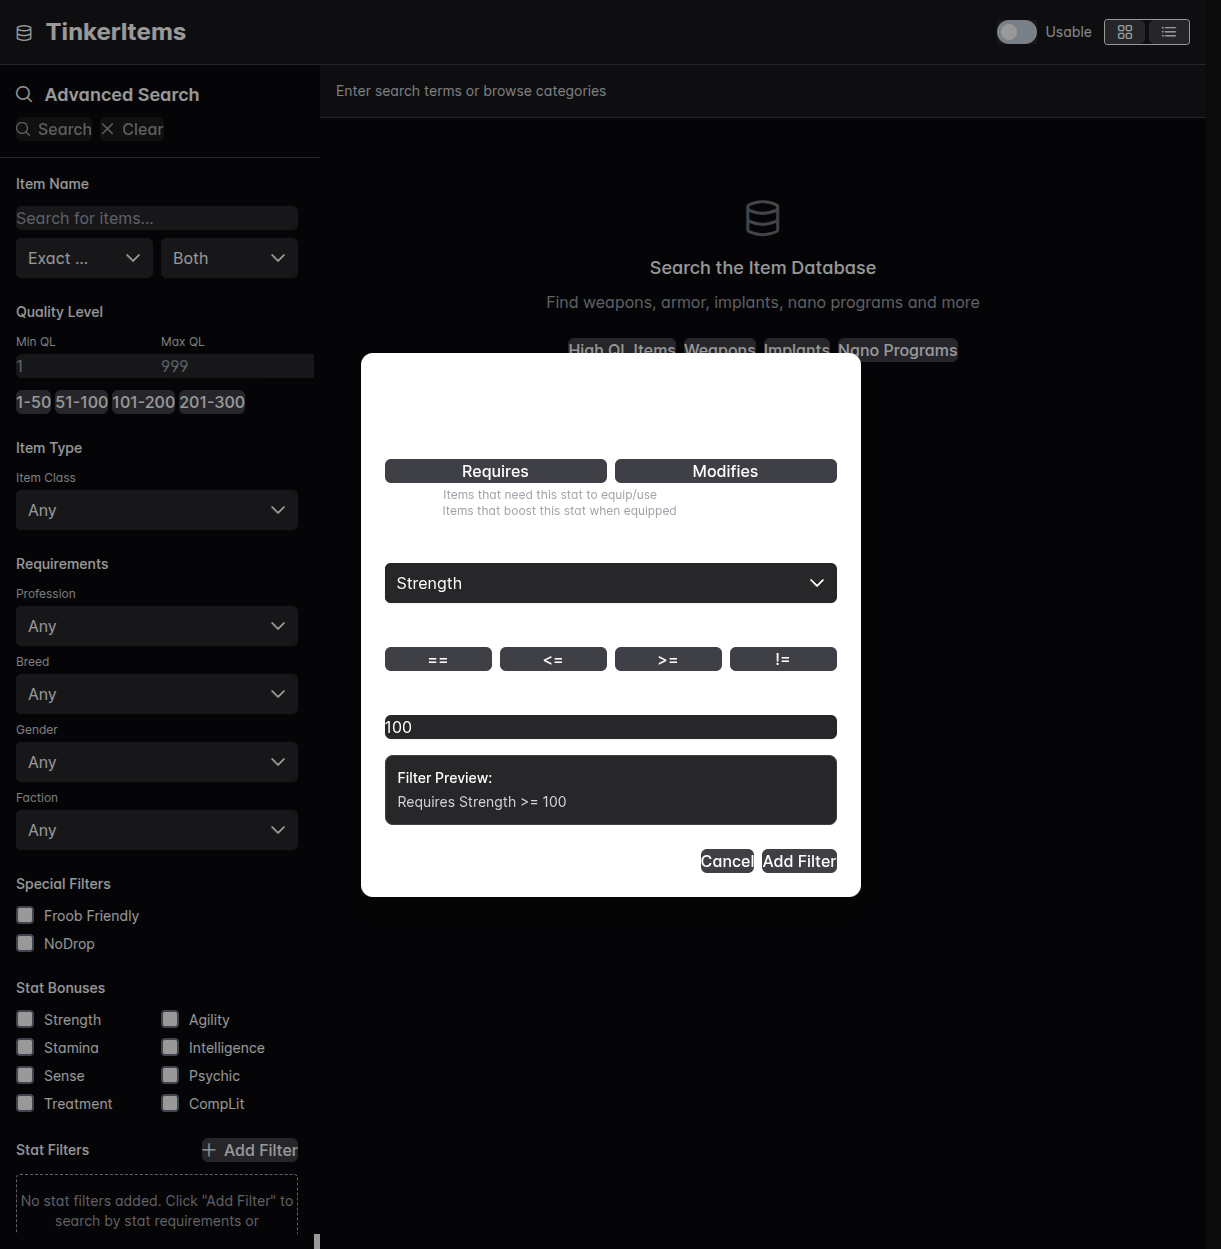 TinkerItems
Usable
Advanced Search
Search
Clear
Enter search terms or browse categories
Item Name
Search for items...
Exact ...
Both
Quality Level
Min QL
Max QL
1
999
1-50
51-100
101-200
201-300
Item Type
Item Class
Any
Requirements
Profession
Any
Breed
Any
Gender
Any
Faction
Any
Special Filters
Froob Friendly
NoDrop
Stat Bonuses
Strength
Agility
Stamina
Intelligence
Sense
Psychic
Treatment
CompLit
Stat Filters
Add Filter
No stat filters added. Click "Add Filter" to
search by stat requirements or
Search the Item Database
Find weapons, armor, implants, nano programs and more
High QL Items
Weapons
Implants
Nano Programs
Requires
Modifies
Items that need this stat to equip/use
Items that boost this stat when equipped
Strength
==
<=
>=
!=
100
Filter Preview:
Requires Strength >= 100
Cancel
Add Filter